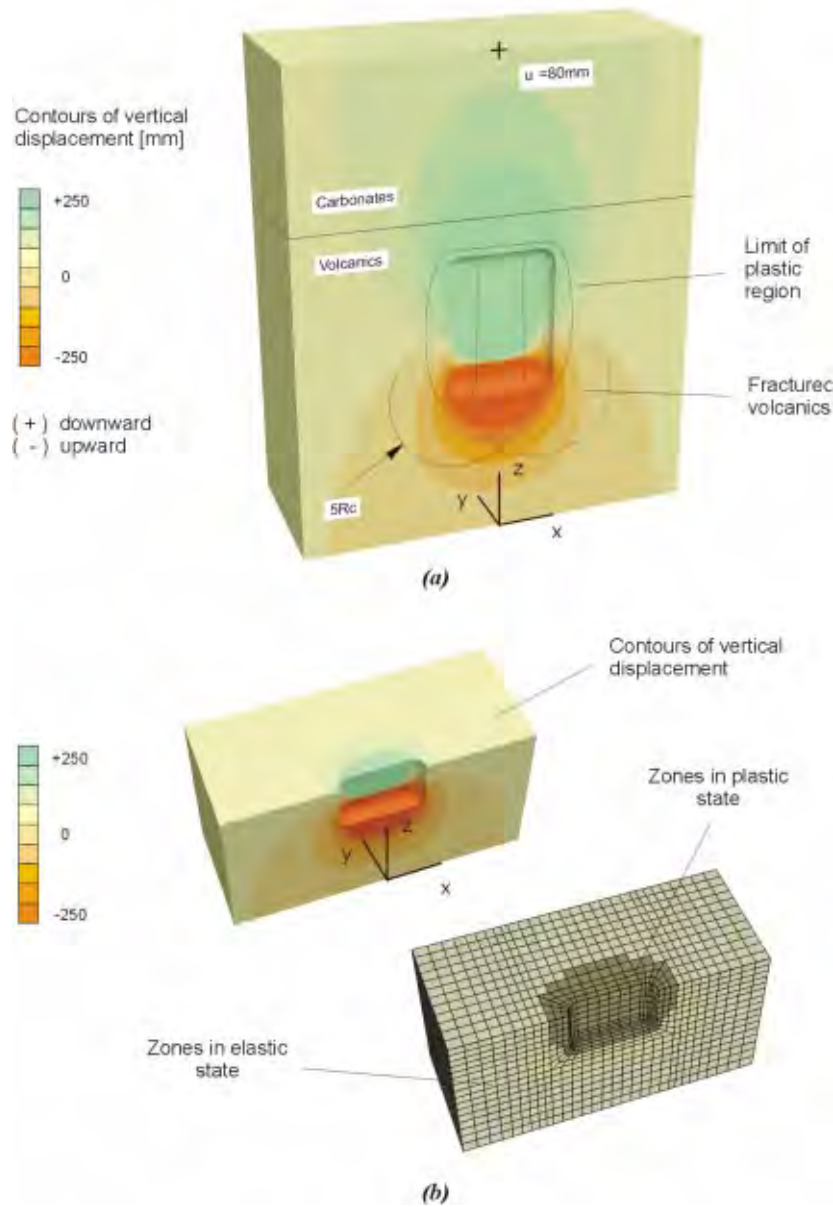 u =80mm
Contours of vertical
displacement [mm]
+250
0
-250
( + ) downward
( - ) upward
Carbonates
Volcanics
Limit of
plastic
region
Fractured
volcanics
5Rc
z
y
x
(a)
Contours of vertical
displacement
+250
0
-250
z
y
x
Zones in plastic
state
Zones in elastic
state
(b)